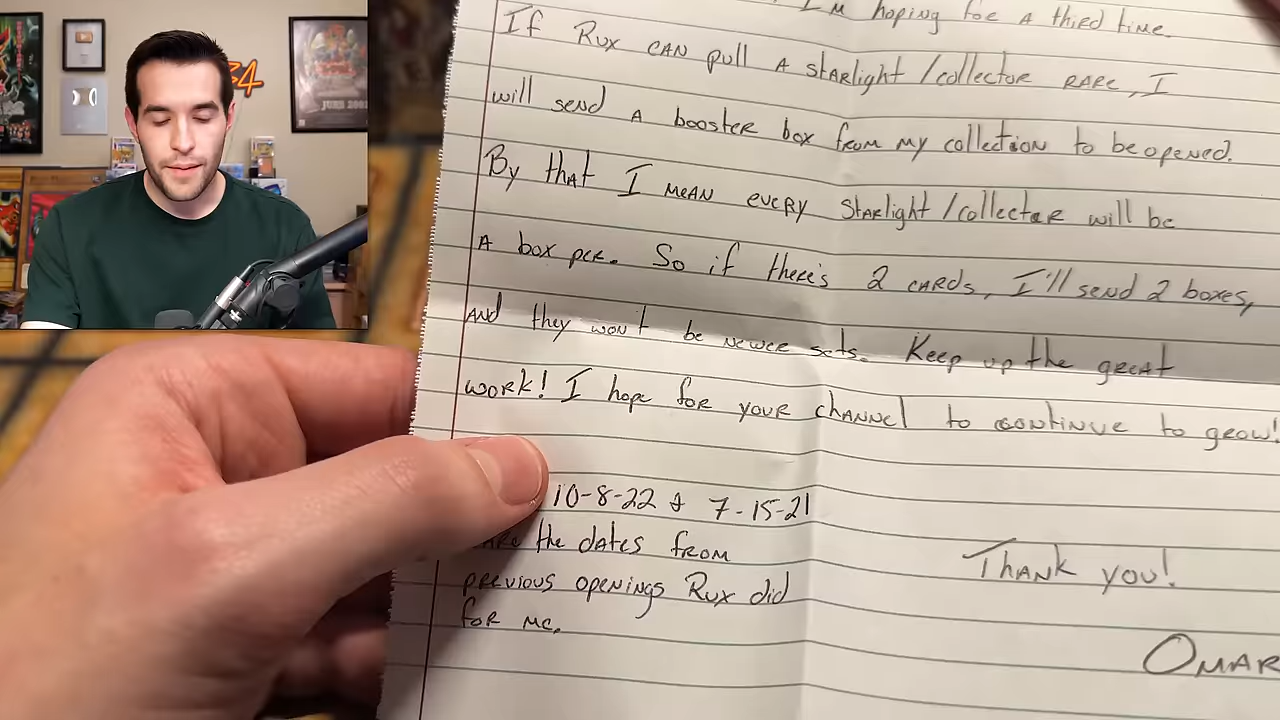 I'm hoping for a third time.
If Rux can pull a starlight/collector rare, I
will send a booster box from my collection to be opened.
By that I mean every starlight/collector will be
a box per. So if there's 2 cards, I'll send 2 boxes,
and they won't be newer sets. Keep up the great
work! I hope for your channel to continue to grow!
10-8-22 & 7-15-21
are the dates from
previous openings Rux did
for me.
Thank you!
Omar
34
JUNE 2002